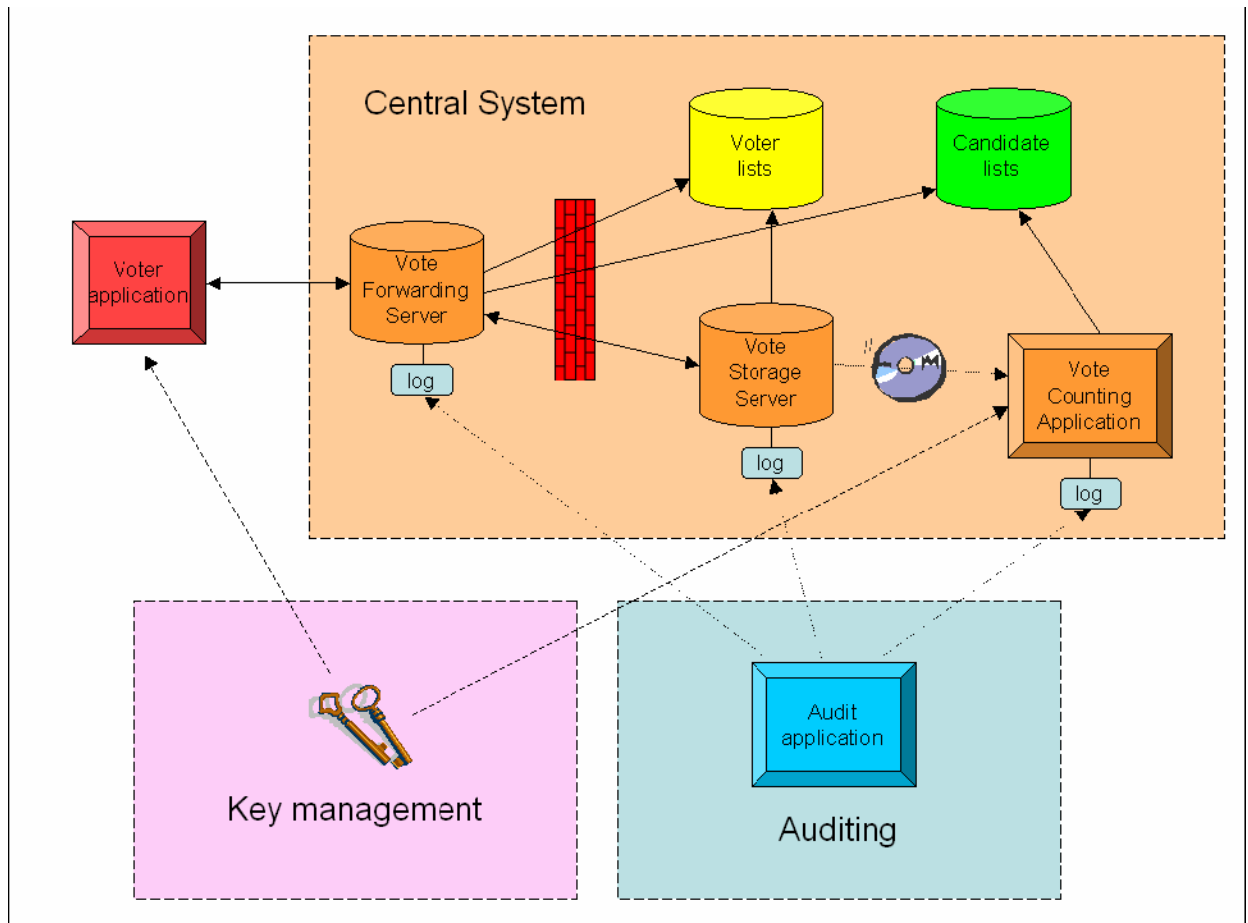 Central System
Voter
lists
Candidate
lists
Voter
application
Vote
Forwarding
Server
log
Vote
Storage
Server
log
Vote
Counting
Application
log
Key management
Audit
application
Auditing